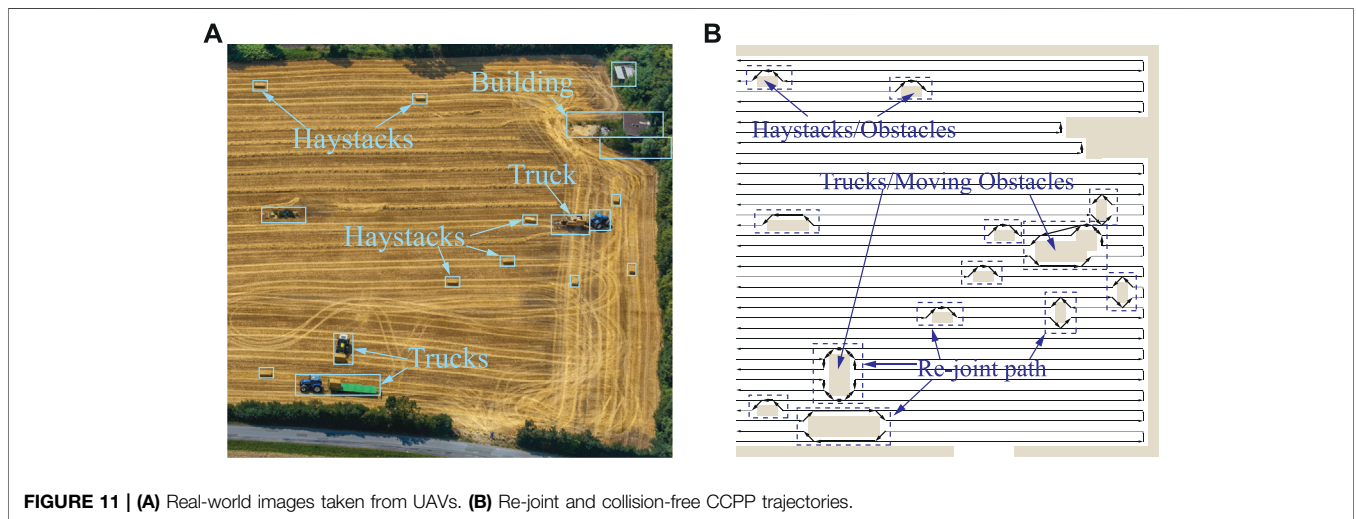 A
B
Building
Haystacks
Truck
Haystacks
Trucks
Haystacks/Obstacles
Trucks/Moving Obstacles
Re-joint path
FIGURE 11 | (A) Real-world images taken from UAVs. (B) Re-joint and collision-free CCPP trajectories.